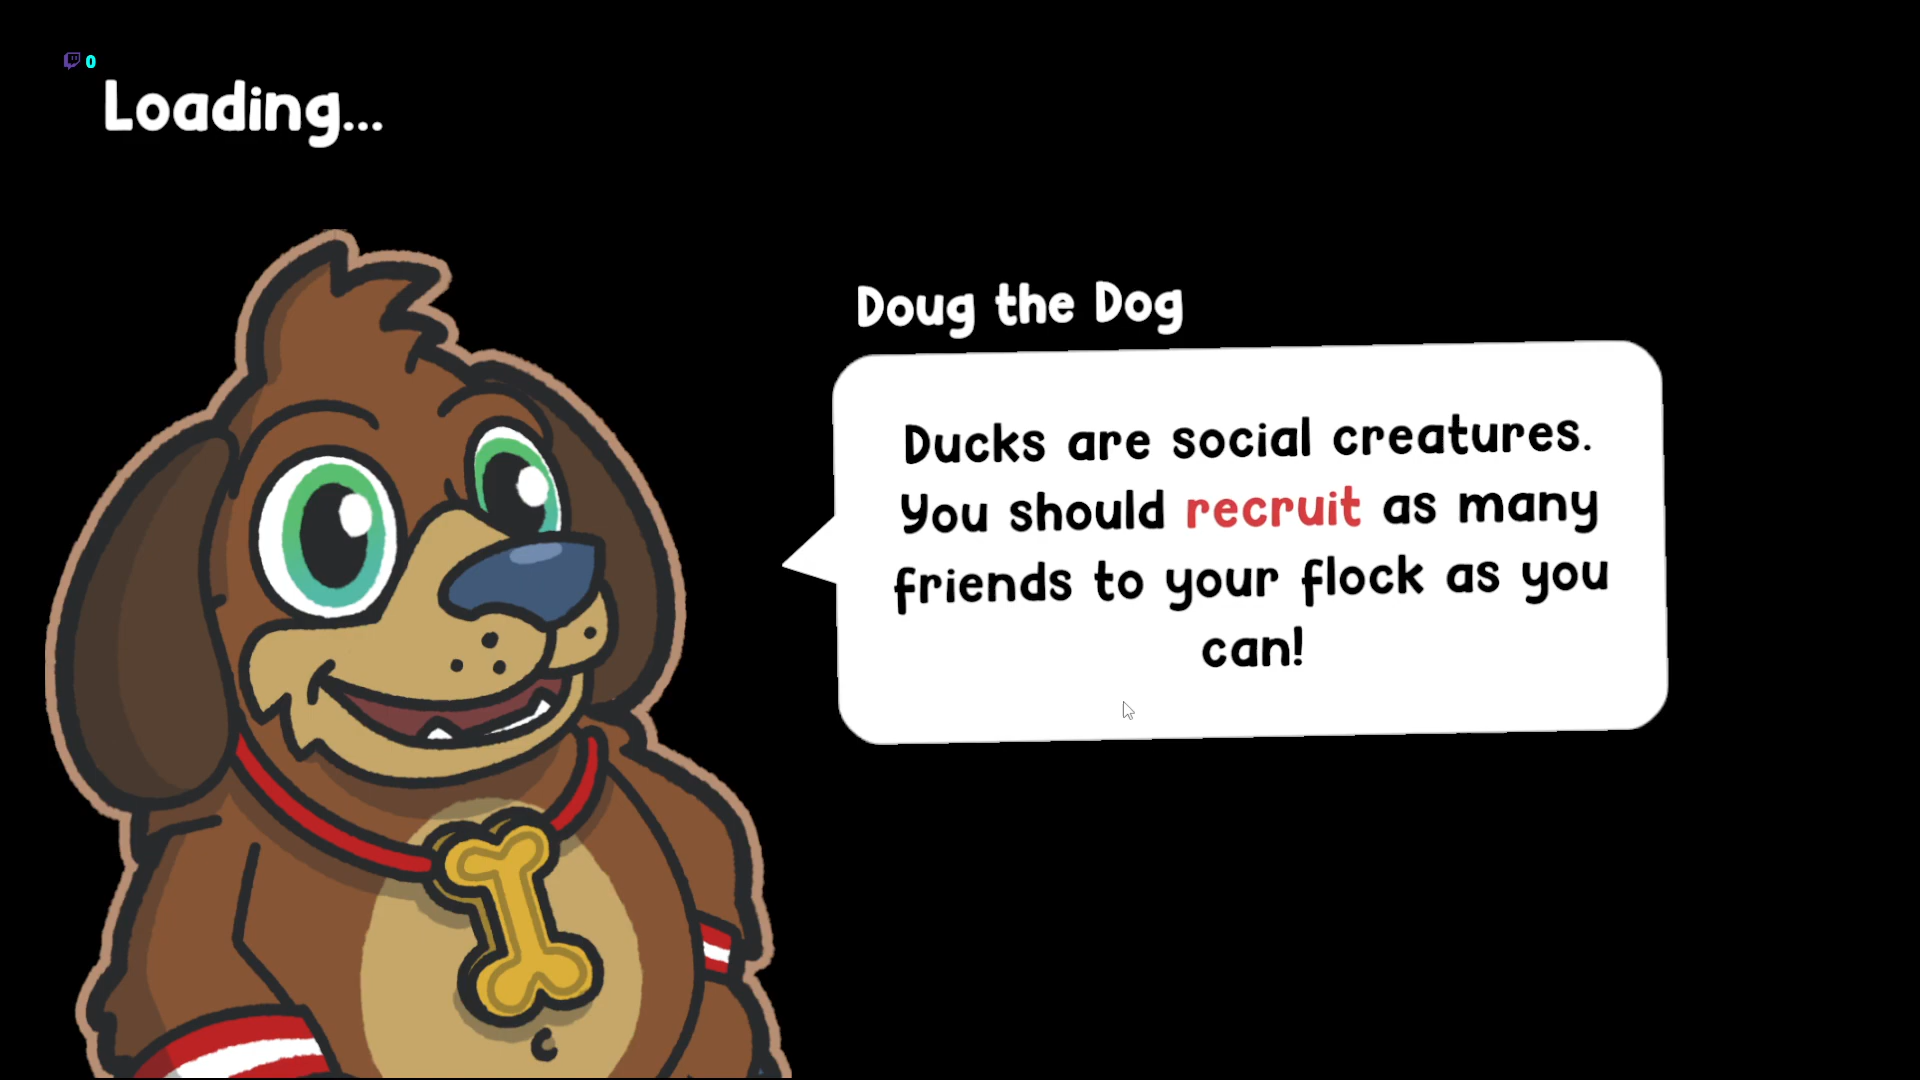 0
Loading...
Doug the Dog
Ducks are social creatures.
You should recruit as many
friends to your flock as you
can!